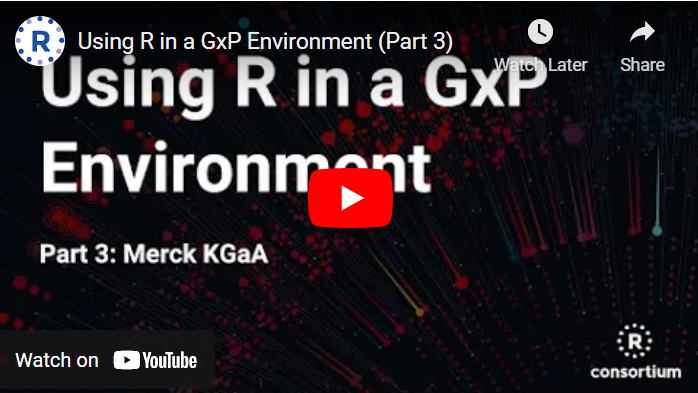 R
Using R in a GxP Environment (Part 3)
Watch Later
Share
Using R in a GxP
Environment
Part 3: Merck KGaA
Watch on YouTube
R
consortium